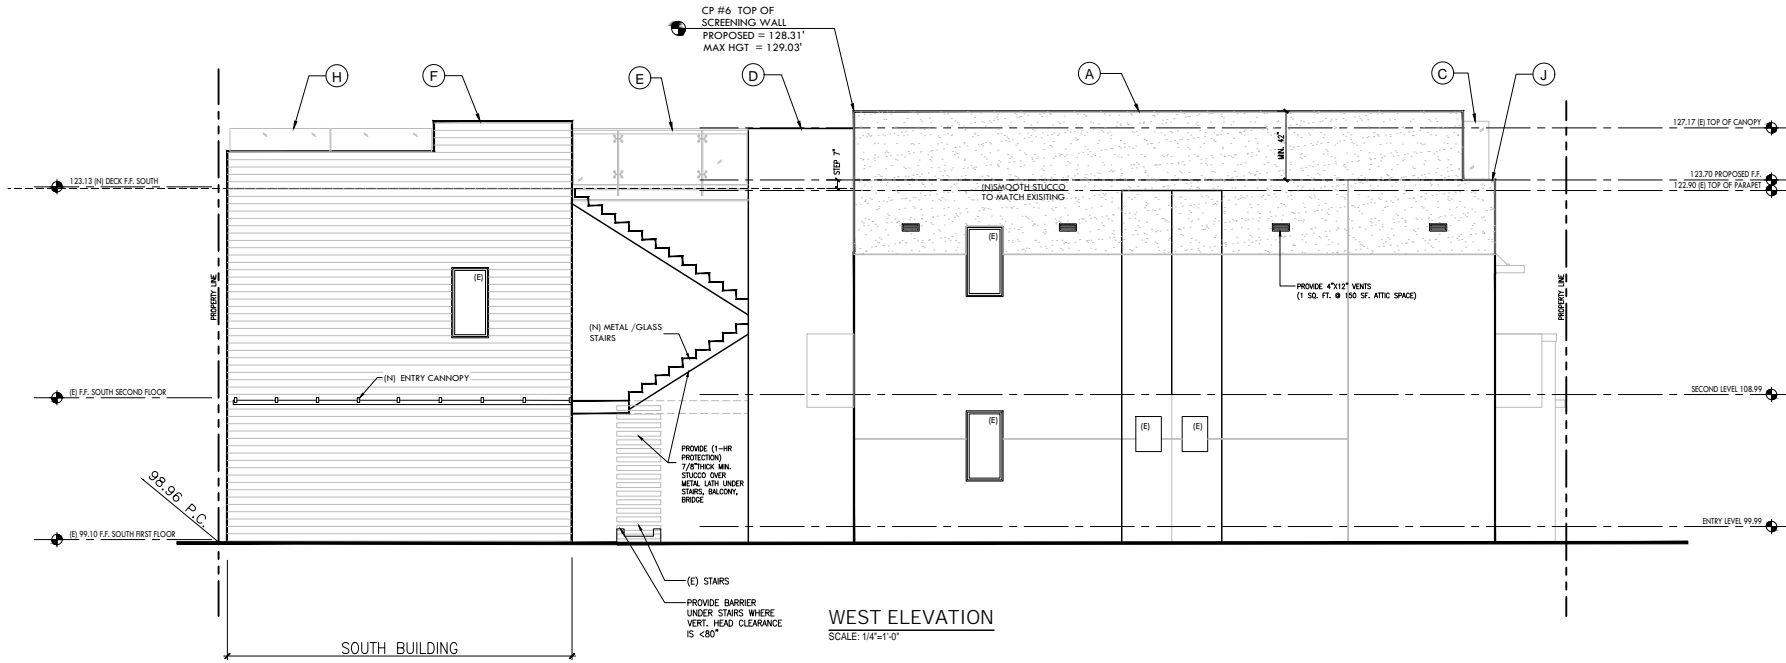 CP #6 TOP OF
SCREENING WALL
PROPOSED = 128.31'
MAX HGT = 129.03'
H
F
E
D
A
C
J
127.17 (E) TOP OF CANOPY
STEP 7"
MIN. 42"
123.13 (N) DECK F.F. SOUTH
123.70 PROPOSED F.F.
122.90 (E) TOP OF PARAPET
(N)SMOOTH STUCCO
TO MATCH EXISITING
(E)
(E)
PROPERTY LINE
PROPERTY LINE
PROVIDE 4"X12" VENTS
(1 SQ. FT. @ 150 SF. ATTIC SPACE)
(N) METAL /GLASS
STAIRS
(N) ENTRY CANNOPY
(E) F.F. SOUTH SECOND FLOOR
SECOND LEVEL 108.99
(E)
(E)
(E)
PROVIDE (1-HR
PROTECTION)
7/8"THICK MIN.
STUCCO OVER
METAL LATH UNDER
STAIRS, BALCONY,
BRIDGE
98.96 P.C.
(E) 99.10 F.F. SOUTH FIRST FLOOR
ENTRY LEVEL 99.99
(E) STAIRS
PROVIDE BARRIER
UNDER STAIRS WHERE
VERT. HEAD CLEARANCE
IS <80"
WEST ELEVATION
SCALE: 1/4"=1'-0"
SOUTH BUILDING